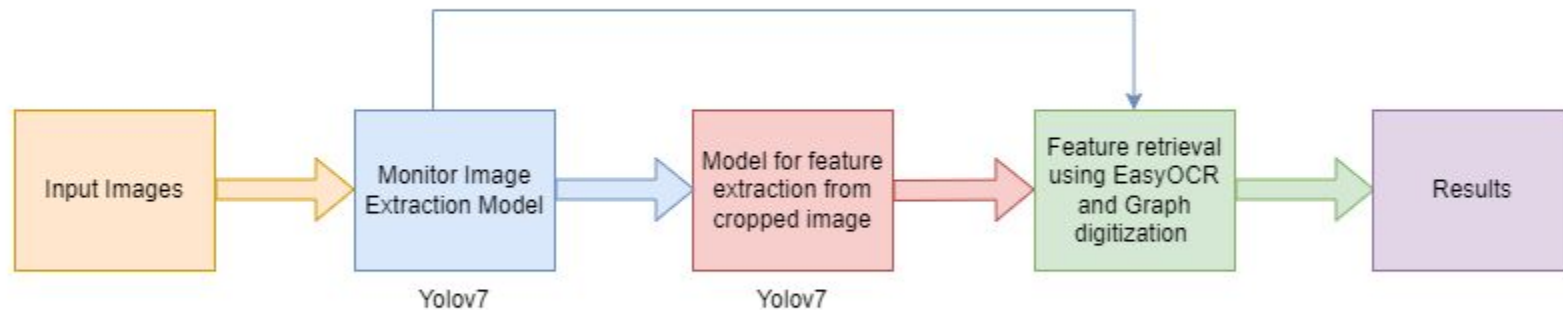 Input Images
Monitor Image
Extraction Model
Model for feature
extraction from
cropped image
Feature retrieval
using EasyOCR
and Graph
digitization
Results
Yolov7
Yolov7